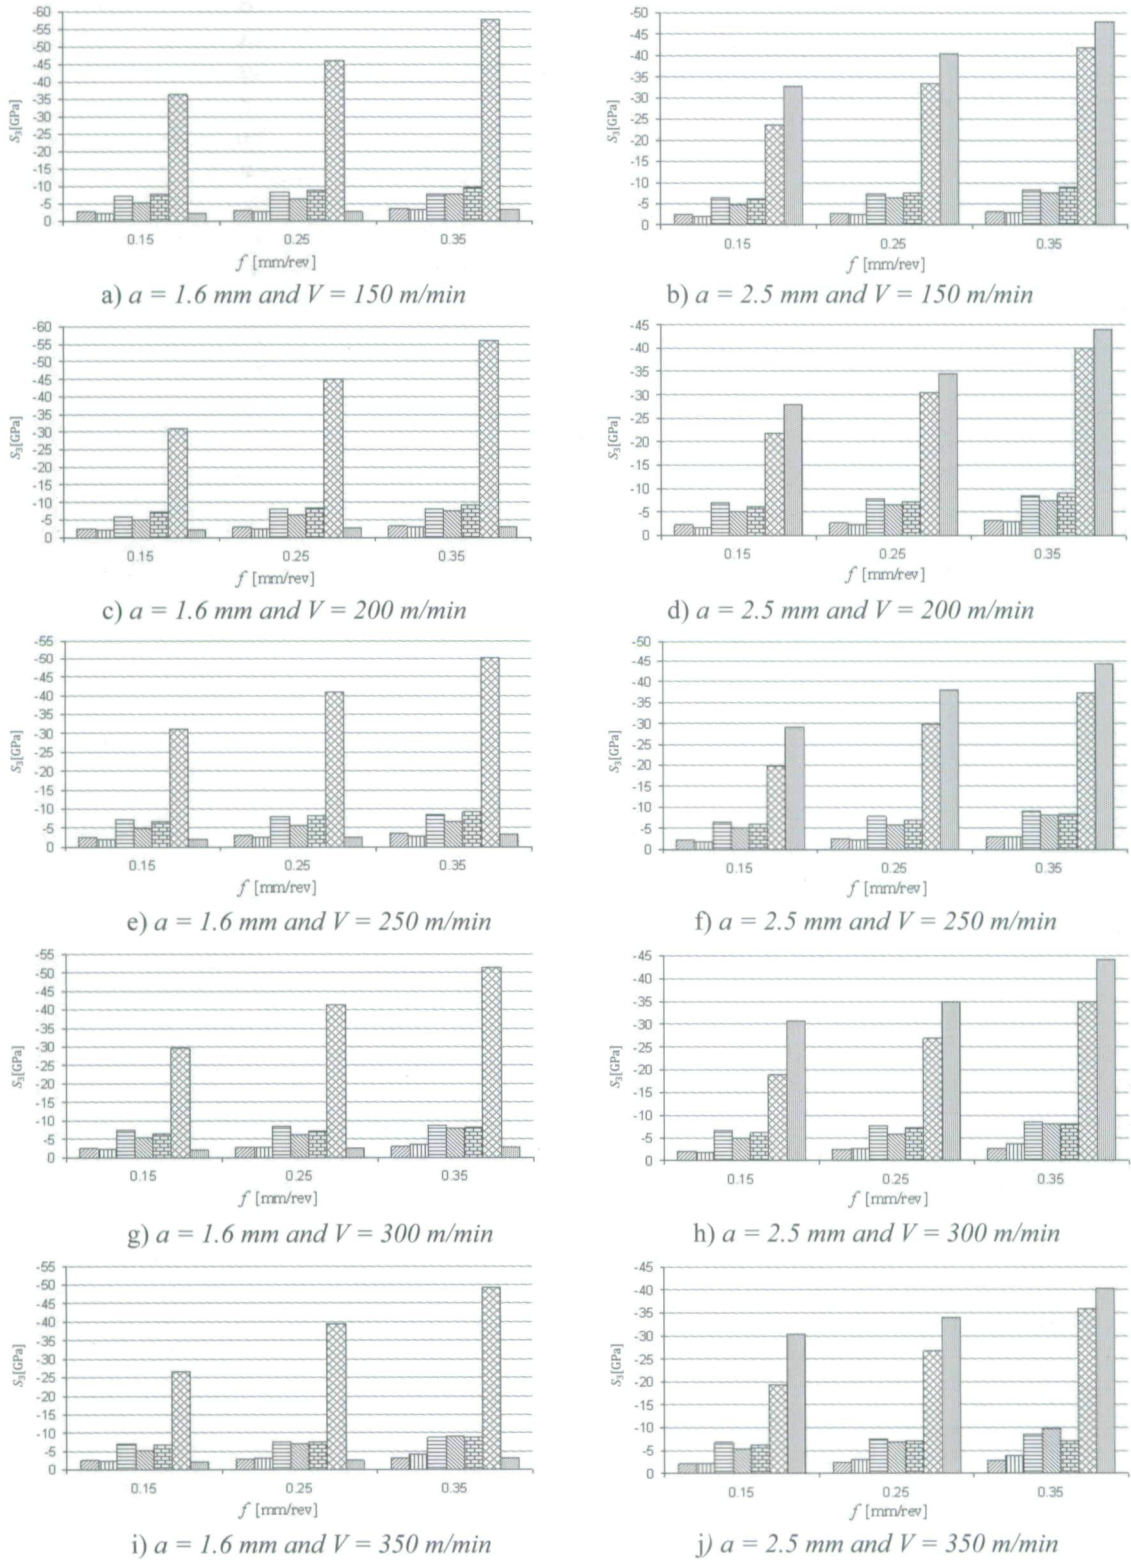 -60
-55
-50
-45
-40
-35
-30
-25
-20
-15
-10
-5
0
S₃[GPa]
0.15 0.25 0.35
f [mm/rev]
a) a = 1.6 mm and V = 150 m/min
-50
-45
-40
-35
-30
-25
-20
-15
-10
-5
0
S₃[GPa]
0.15 0.25 0.35
f [mm/rev]
b) a = 2.5 mm and V = 150 m/min
-60
-55
-50
-45
-40
-35
-30
-25
-20
-15
-10
-5
0
S₃[GPa]
0.15 0.25 0.35
f [mm/rev]
c) a = 1.6 mm and V = 200 m/min
-45
-40
-35
-30
-25
-20
-15
-10
-5
0
S₃[GPa]
0.15 0.25 0.35
f [mm/rev]
d) a = 2.5 mm and V = 200 m/min
-55
-50
-45
-40
-35
-30
-25
-20
-15
-10
-5
0
S₃[GPa]
0.15 0.25 0.35
f [mm/rev]
e) a = 1.6 mm and V = 250 m/min
-50
-45
-40
-35
-30
-25
-20
-15
-10
-5
0
S₃[GPa]
0.15 0.25 0.35
f [mm/rev]
f) a = 2.5 mm and V = 250 m/min
-55
-50
-45
-40
-35
-30
-25
-20
-15
-10
-5
0
S₃[GPa]
0.15 0.25 0.35
f [mm/rev]
g) a = 1.6 mm and V = 300 m/min
-45
-40
-35
-30
-25
-20
-15
-10
-5
0
S₃[GPa]
0.15 0.25 0.35
f [mm/rev]
h) a = 2.5 mm and V = 300 m/min
-55
-50
-45
-40
-35
-30
-25
-20
-15
-10
-5
0
S₃[GPa]
0.15 0.25 0.35
f [mm/rev]
i) a = 1.6 mm and V = 350 m/min
-45
-40
-35
-30
-25
-20
-15
-10
-5
0
S₃[GPa]
0.15 0.25 0.35
f [mm/rev]
j) a = 2.5 mm and V = 350 m/min